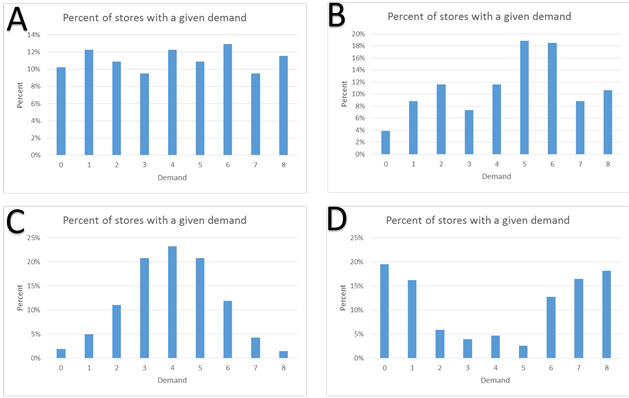 A
Percent of stores with a given demand
14%
12%
10%
8%
6%
4%
2%
0%
Percent
0 1 2 3 4 5 6 7 8
Demand
B
Percent of stores with a given demand
20%
18%
16%
14%
12%
10%
8%
6%
4%
2%
0%
Percent
0 1 2 3 4 5 6 7 8
Demand
C
Percent of stores with a given demand
25%
20%
15%
10%
5%
0%
Percent
0 1 2 3 4 5 6 7 8
Demand
D
Percent of stores with a given demand
25%
20%
15%
10%
5%
0%
Percent
0 1 2 3 4 5 6 7 8
Demand